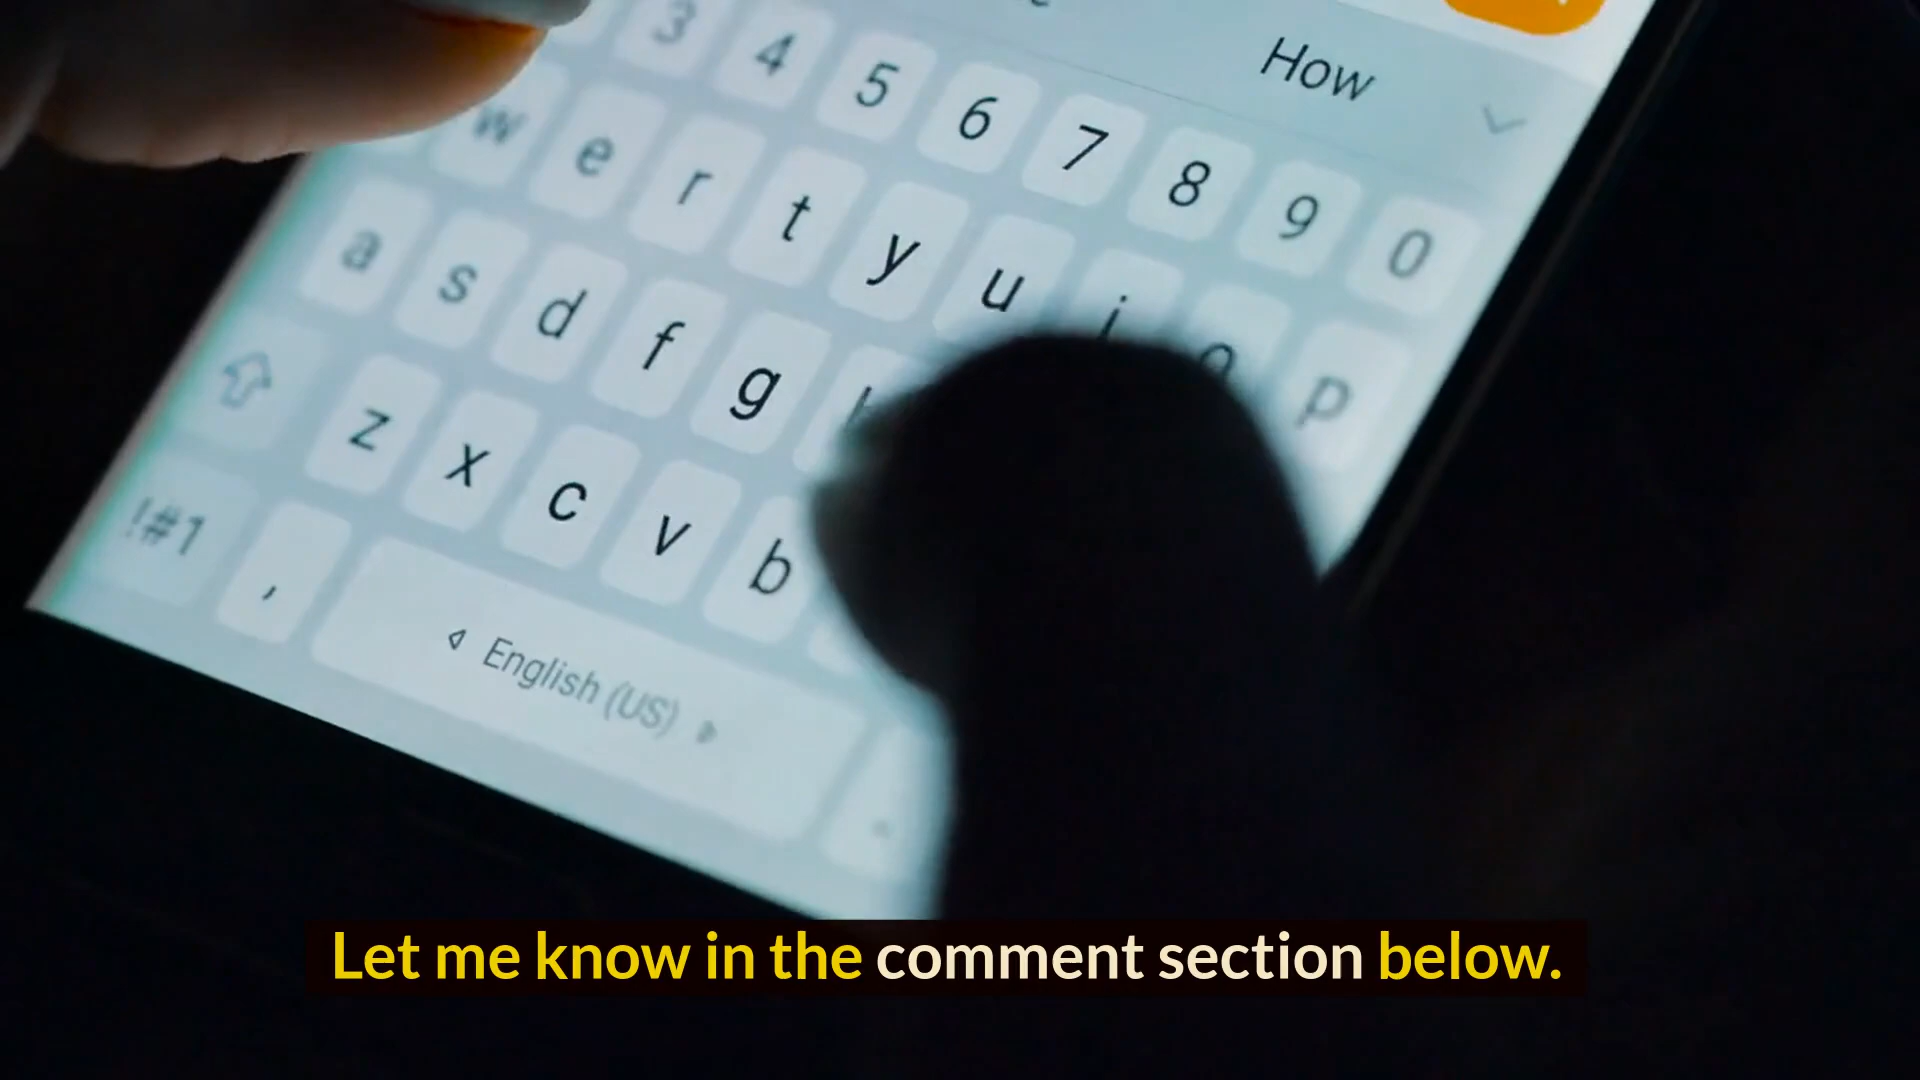 How
3 4 5 6 7 8 9 0
w e r t y u i o p
a s d f g
z x c v b
!#1 , English (US) .
Let me know in the comment section below.